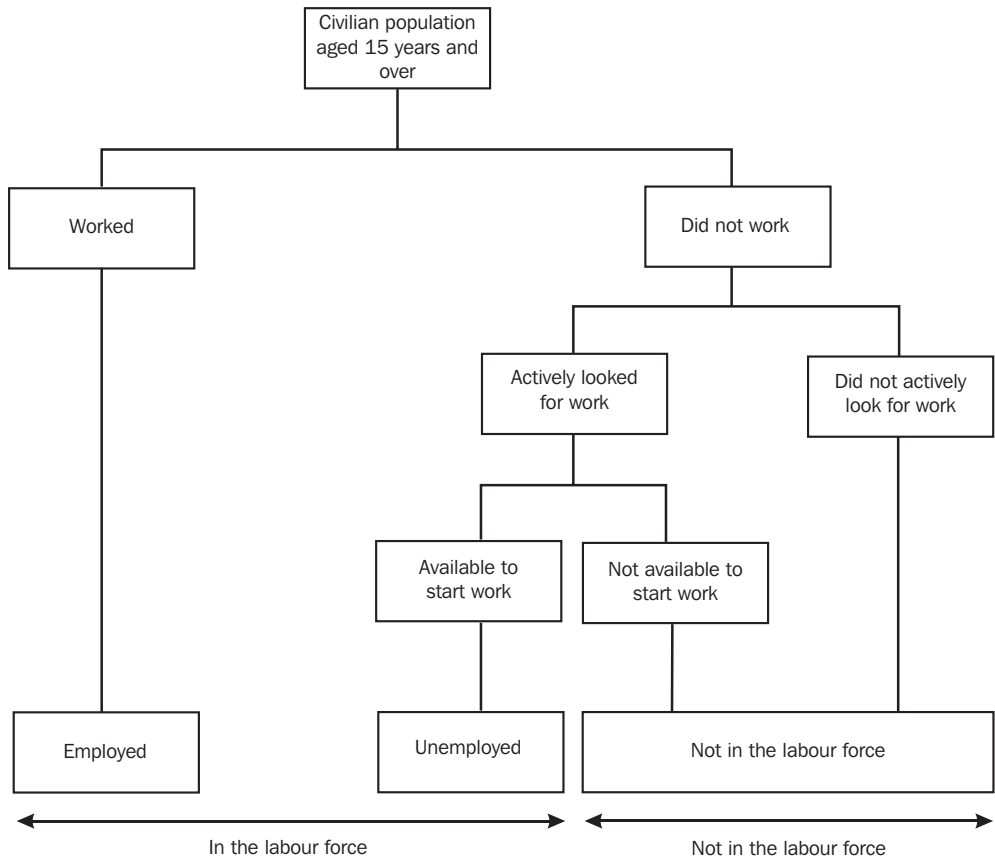 Civilian population
aged 15 years and
over
Worked
Did not work
Actively looked
for work
Did not actively
look for work
Available to
start work
Not available to
start work
Employed
Unemployed
Not in the labour force
In the labour force
Not in the labour force